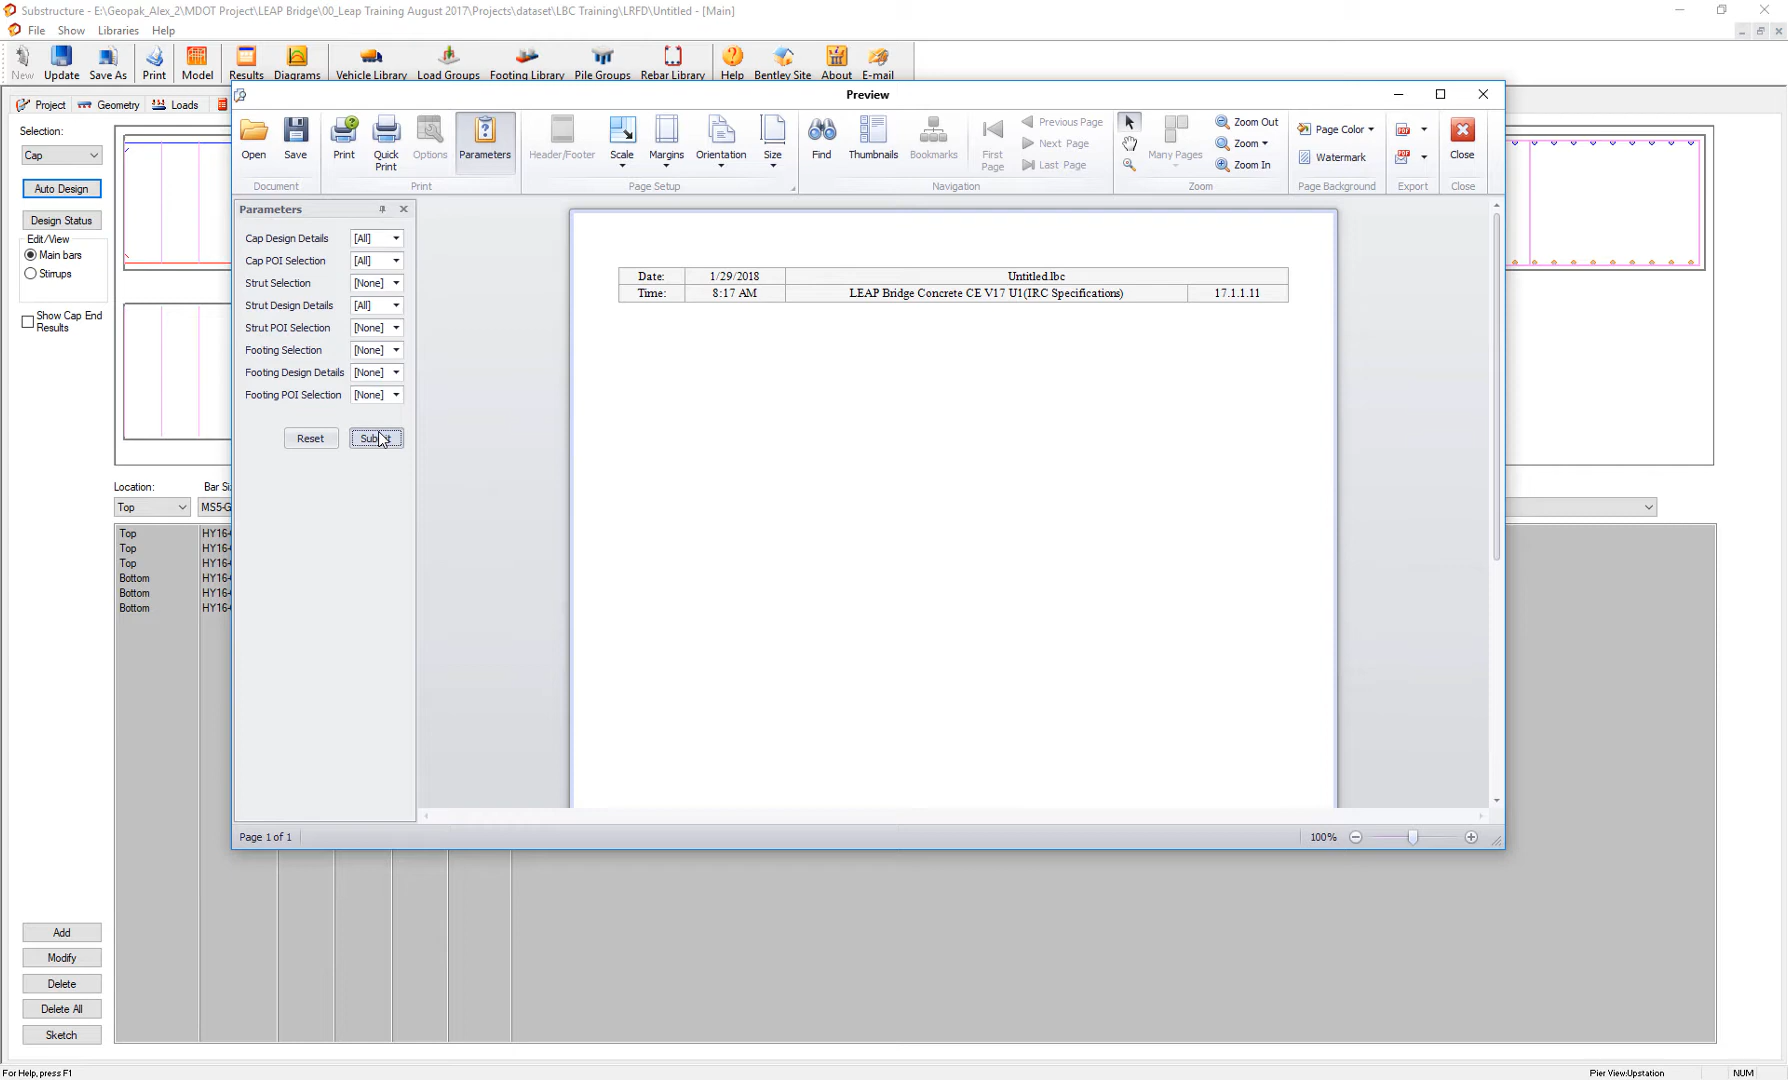 Substructure - E:\Geopak_Alex_2\MDOT Project\LEAP Bridge\00_Leap Training August 2017\Projects\dataset\LBC Training\LRFD\Untitled - [Main]
File Show Libraries Help
New Update Save As Print Model Results Diagrams Vehicle Library Load Groups Footing Library Pile Groups Rebar Library Help Bentley Site About E-mail
Preview
Project Geometry Loads
Selection:
Cap
Auto Design
Design Status
Edit/View
Main bars
Stirrups
Show Cap End
Results
Open Save Print Quick Print Options Parameters Header/Footer Scale Margins Orientation Size Find Thumbnails Bookmarks First Page Previous Page Next Page Last Page Many Pages Zoom Out Zoom Zoom In Page Color Watermark Close
Document Print Page Setup Navigation Zoom Page Background Export Close
Parameters
Cap Design Details [All]
Cap POI Selection [All]
Strut Selection [None]
Strut Design Details [All]
Strut POI Selection [None]
Footing Selection [None]
Footing Design Details [None]
Footing POI Selection [None]
Reset
Date: 1/29/2018 Untitled.lbc
Time: 8:17 AM LEAP Bridge Concrete CE V17 U1(IRC Specifications) 17.1.1.11
Location: Bar Si
Top MS5-G
Top HY16-
Top HY16-
Top HY16-
Bottom HY16-
Bottom HY16-
Bottom HY16-
Page 1 of 1 100%
Add
Modify
Delete
Delete All
Sketch
For Help, press F1 Pier View:Upstation NUM